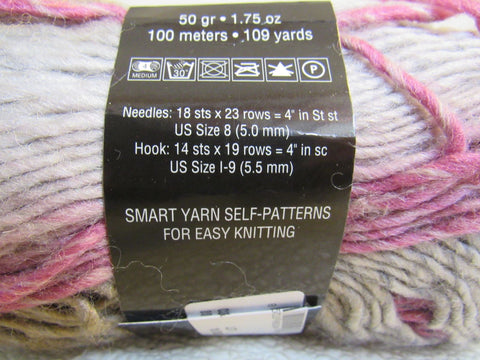 50 gr • 1.75 oz
100 meters • 109 yards
4 MEDIUM 30° P
Needles: 18 sts x 23 rows = 4" in St st
US Size 8 (5.0 mm)
Hook: 14 sts x 19 rows = 4" in sc
US Size I-9 (5.5 mm)
SMART YARN SELF-PATTERNS
FOR EASY KNITTING